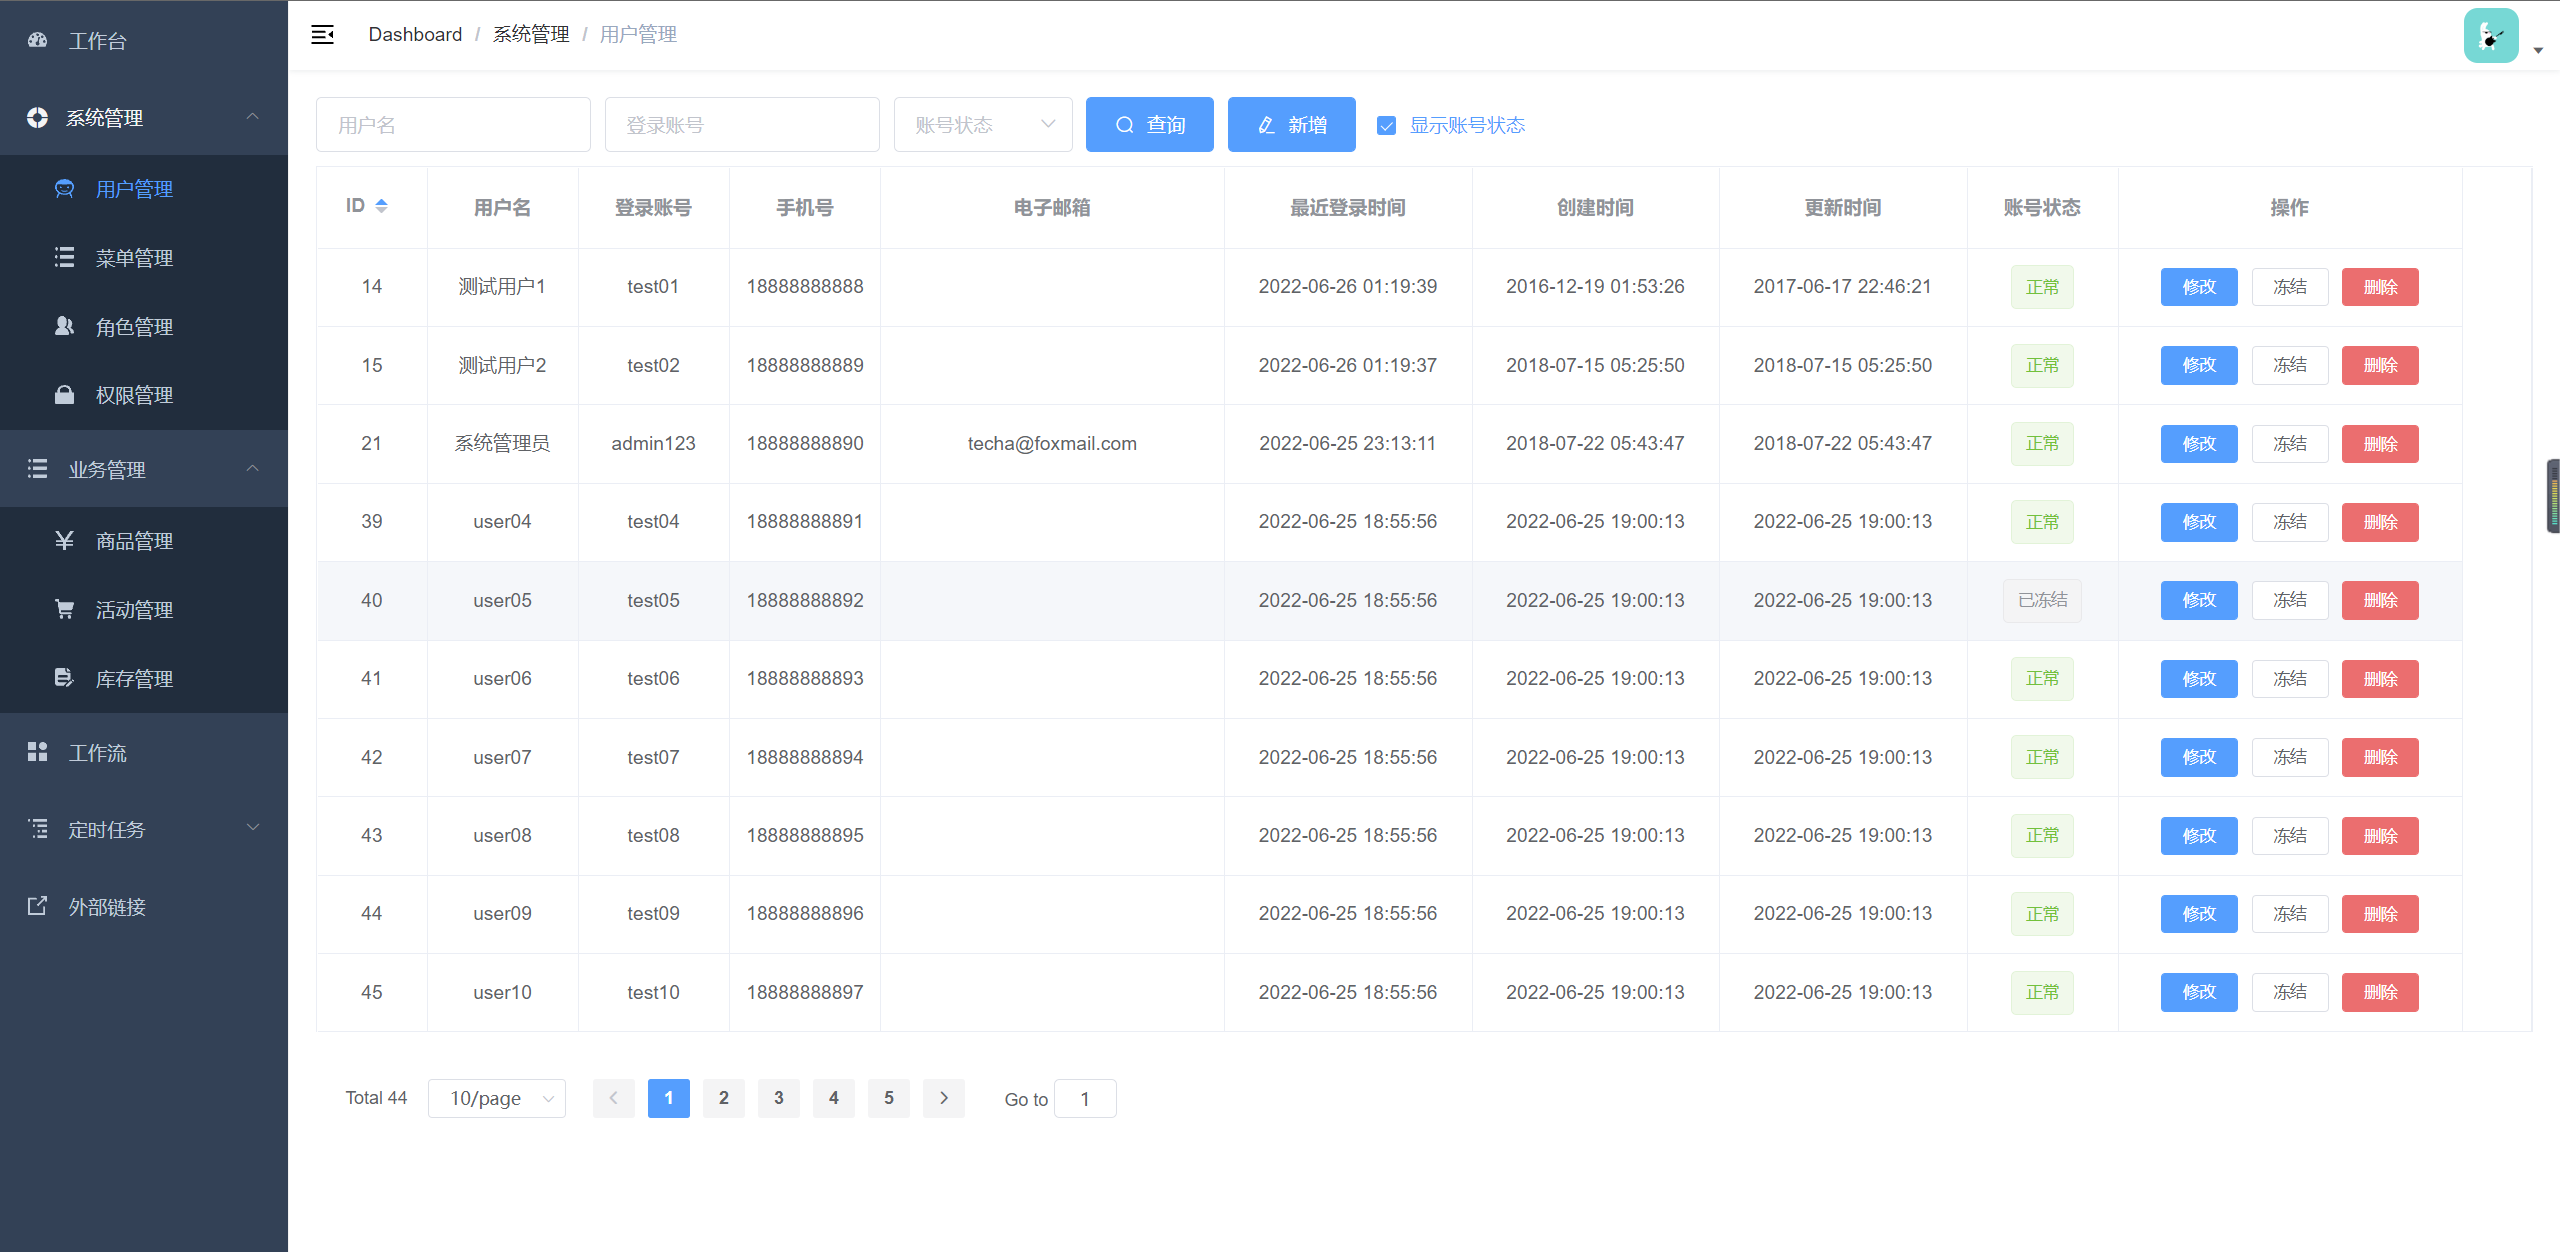 工作台
系统管理
用户管理
菜单管理
角色管理
权限管理
业务管理
商品管理
活动管理
库存管理
工作流
定时任务
外部链接
Dashboard / 系统管理 / 用户管理
用户名 登录账号 账号状态 查询 新增 显示账号状态
ID 用户名 登录账号 手机号 电子邮箱 最近登录时间 创建时间 更新时间 账号状态 操作
14 测试用户1 test01 18888888888 2022-06-26 01:19:39 2016-12-19 01:53:26 2017-06-17 22:46:21 正常 修改 冻结 删除
15 测试用户2 test02 18888888889 2022-06-26 01:19:37 2018-07-15 05:25:50 2018-07-15 05:25:50 正常 修改 冻结 删除
21 系统管理员 admin123 18888888890 techa@foxmail.com 2022-06-25 23:13:11 2018-07-22 05:43:47 2018-07-22 05:43:47 正常 修改 冻结 删除
39 user04 test04 18888888891 2022-06-25 18:55:56 2022-06-25 19:00:13 2022-06-25 19:00:13 正常 修改 冻结 删除
40 user05 test05 18888888892 2022-06-25 18:55:56 2022-06-25 19:00:13 2022-06-25 19:00:13 已冻结 修改 冻结 删除
41 user06 test06 18888888893 2022-06-25 18:55:56 2022-06-25 19:00:13 2022-06-25 19:00:13 正常 修改 冻结 删除
42 user07 test07 18888888894 2022-06-25 18:55:56 2022-06-25 19:00:13 2022-06-25 19:00:13 正常 修改 冻结 删除
43 user08 test08 18888888895 2022-06-25 18:55:56 2022-06-25 19:00:13 2022-06-25 19:00:13 正常 修改 冻结 删除
44 user09 test09 18888888896 2022-06-25 18:55:56 2022-06-25 19:00:13 2022-06-25 19:00:13 正常 修改 冻结 删除
45 user10 test10 18888888897 2022-06-25 18:55:56 2022-06-25 19:00:13 2022-06-25 19:00:13 正常 修改 冻结 删除
Total 44 10/page 1 2 3 4 5 Go to 1